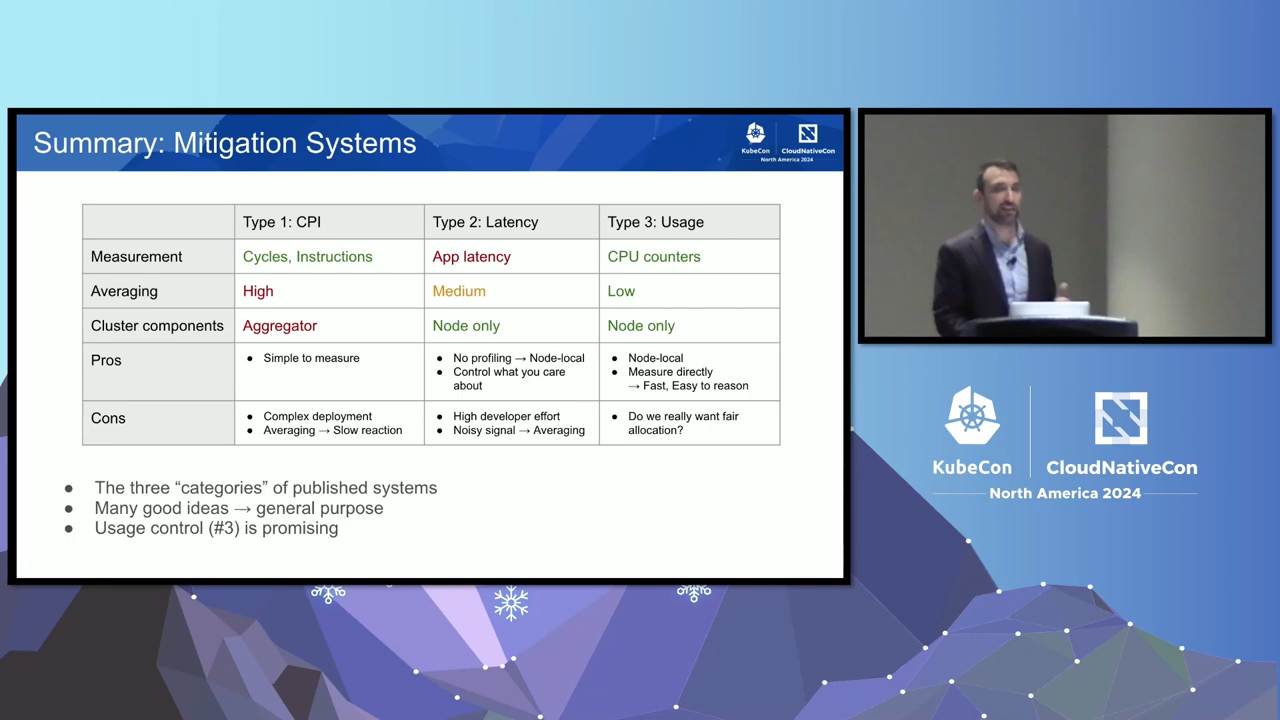 Summary: Mitigation Systems
KubeCon
CloudNativeCon
North America 2024
Type 1: CPI
Type 2: Latency
Type 3: Usage
Measurement
Cycles, Instructions
App latency
CPU counters
Averaging
High
Medium
Low
Cluster components
Aggregator
Node only
Node only
Pros
● Simple to measure
● No profiling → Node-local
● Control what you care
about
● Node-local
● Measure directly
→ Fast, Easy to reason
Cons
● Complex deployment
● Averaging → Slow reaction
● High developer effort
● Noisy signal → Averaging
● Do we really want fair
allocation?
● The three “categories” of published systems
● Many good ideas → general purpose
● Usage control (#3) is promising
KubeCon
CloudNativeCon
North America 2024